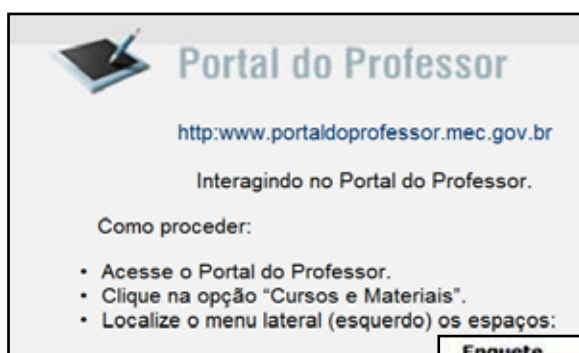 Portal do Professor
http:www.portaldoprofessor.mec.gov.br
Interagindo no Portal do Professor.
Como proceder:
• Acesse o Portal do Professor.
• Clique na opção “Cursos e Materiais”.
• Localize o menu lateral (esquerdo) os espaços:
Enquete